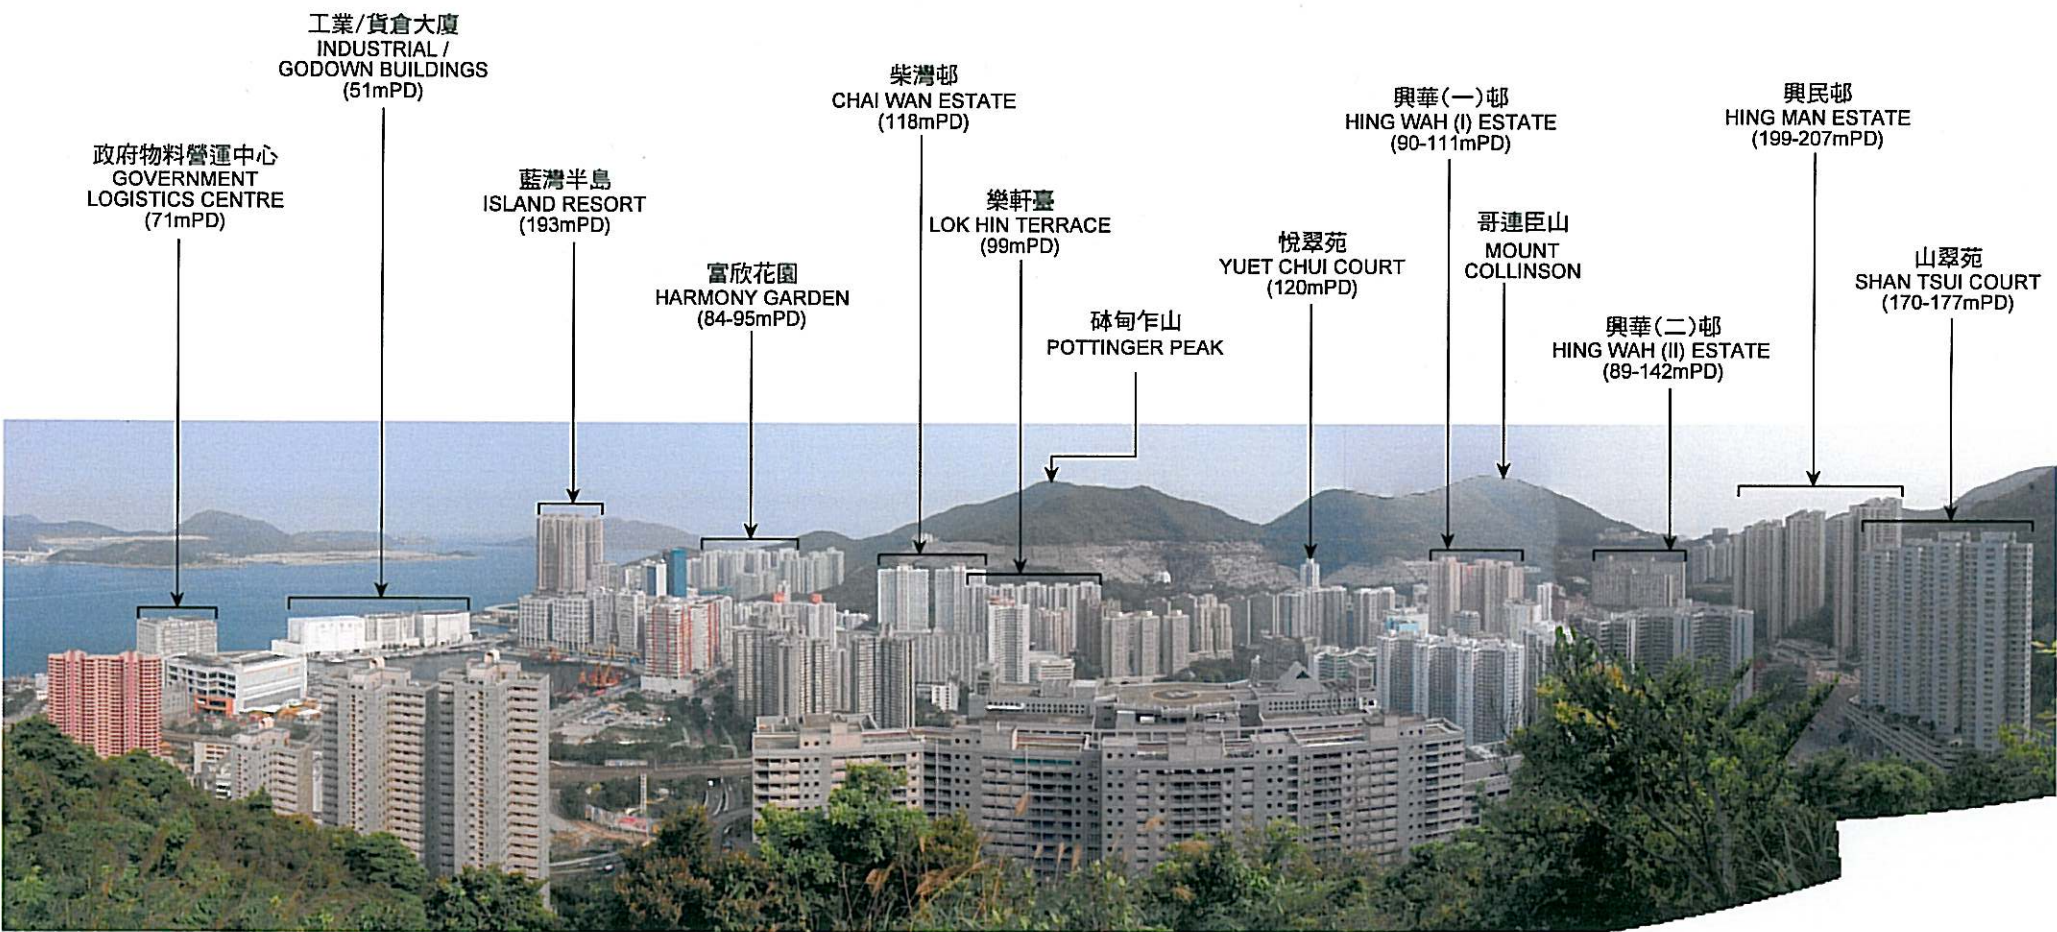 工業/貨倉大廈
INDUSTRIAL /
GODOWN BUILDINGS
(51mPD)
政府物料營運中心
GOVERNMENT
LOGISTICS CENTRE
(71mPD)
藍灣半島
ISLAND RESORT
(193mPD)
富欣花園
HARMONY GARDEN
(84-95mPD)
柴灣邨
CHAI WAN ESTATE
(118mPD)
樂軒臺
LOK HIN TERRACE
(99mPD)
砵甸乍山
POTTINGER PEAK
悅翠苑
YUET CHUI COURT
(120mPD)
興華(一)邨
HING WAH (I) ESTATE
(90-111mPD)
哥連臣山
MOUNT
COLLINSON
興華(二)邨
HING WAH (II) ESTATE
(89-142mPD)
興民邨
HING MAN ESTATE
(199-207mPD)
山翠苑
SHAN TSUI COURT
(170-177mPD)